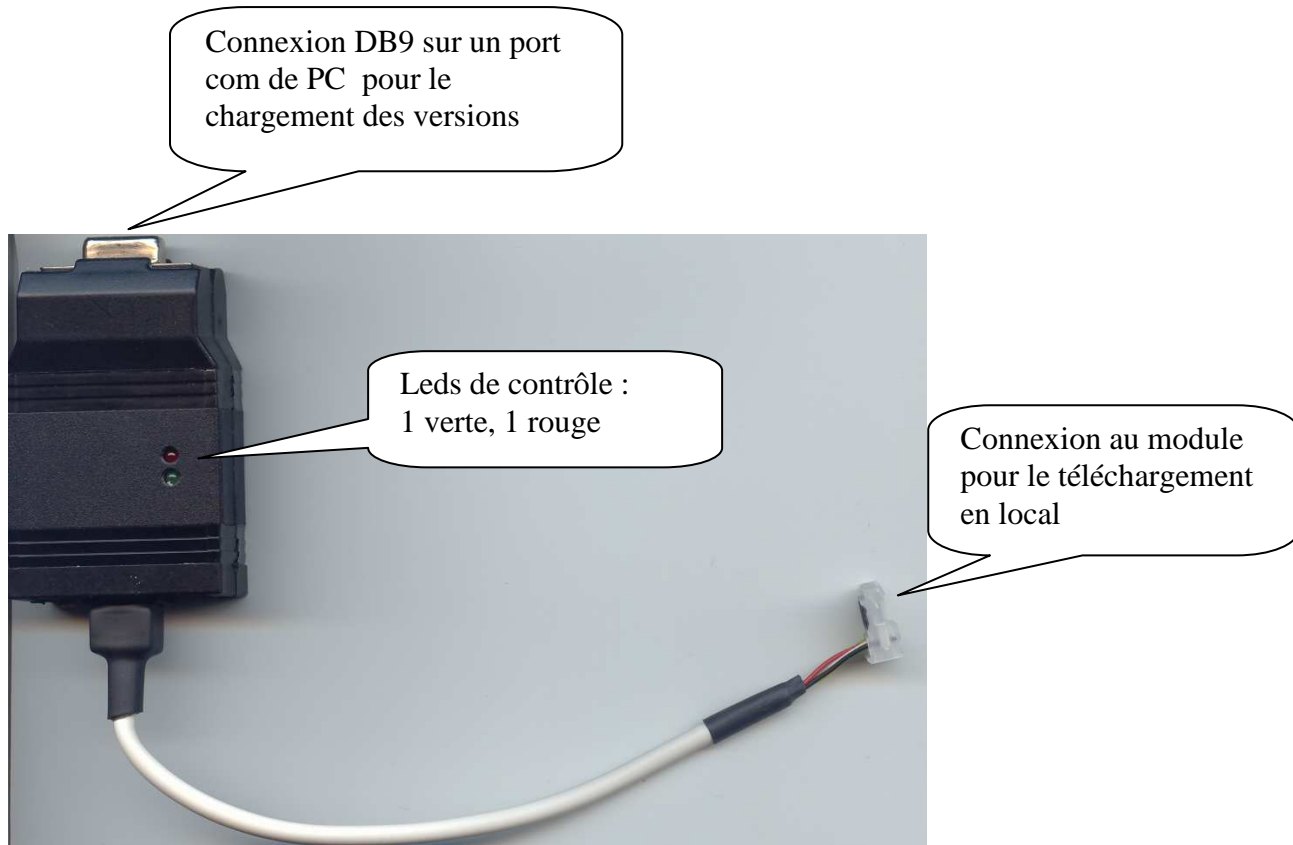 Connexion DB9 sur un port
com de PC pour le
chargement des versions
Leds de contrôle :
1 verte, 1 rouge
Connexion au module
pour le téléchargement
en local